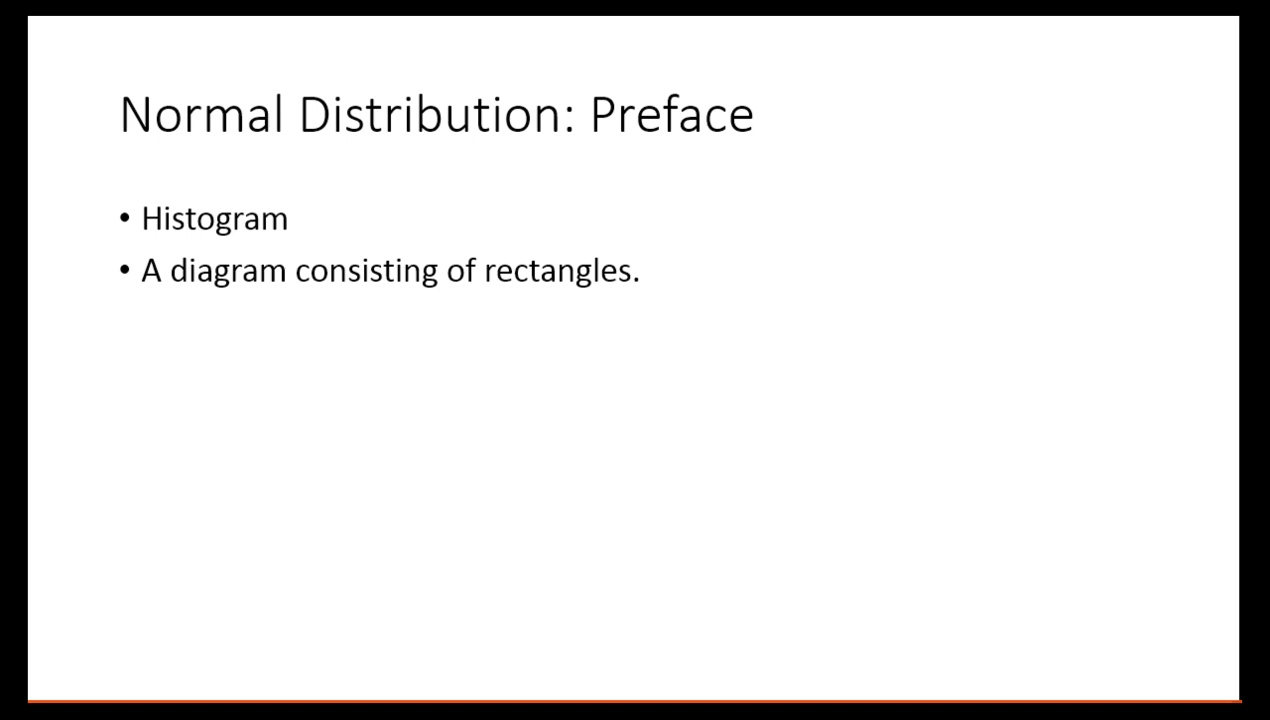 Normal Distribution: Preface
• Histogram
• A diagram consisting of rectangles.